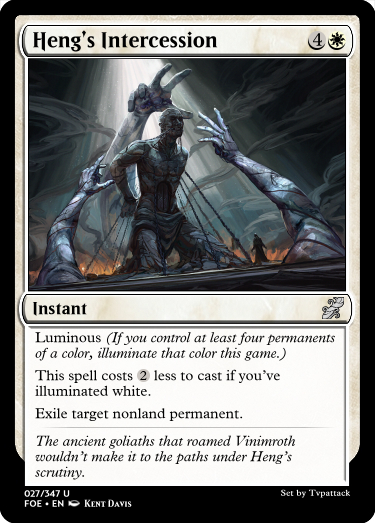 Heng's Intercession 4
Instant
Luminous (If you control at least four permanents
of a color, illuminate that color this game.)
This spell costs 2 less to cast if you've
illuminated white.
Exile target nonland permanent.
The ancient goliaths that roamed Vinimroth
wouldn't make it to the paths under Heng's
scrutiny.
027/347 U
Set by Tvpattack
FOE • EN Kent Davis